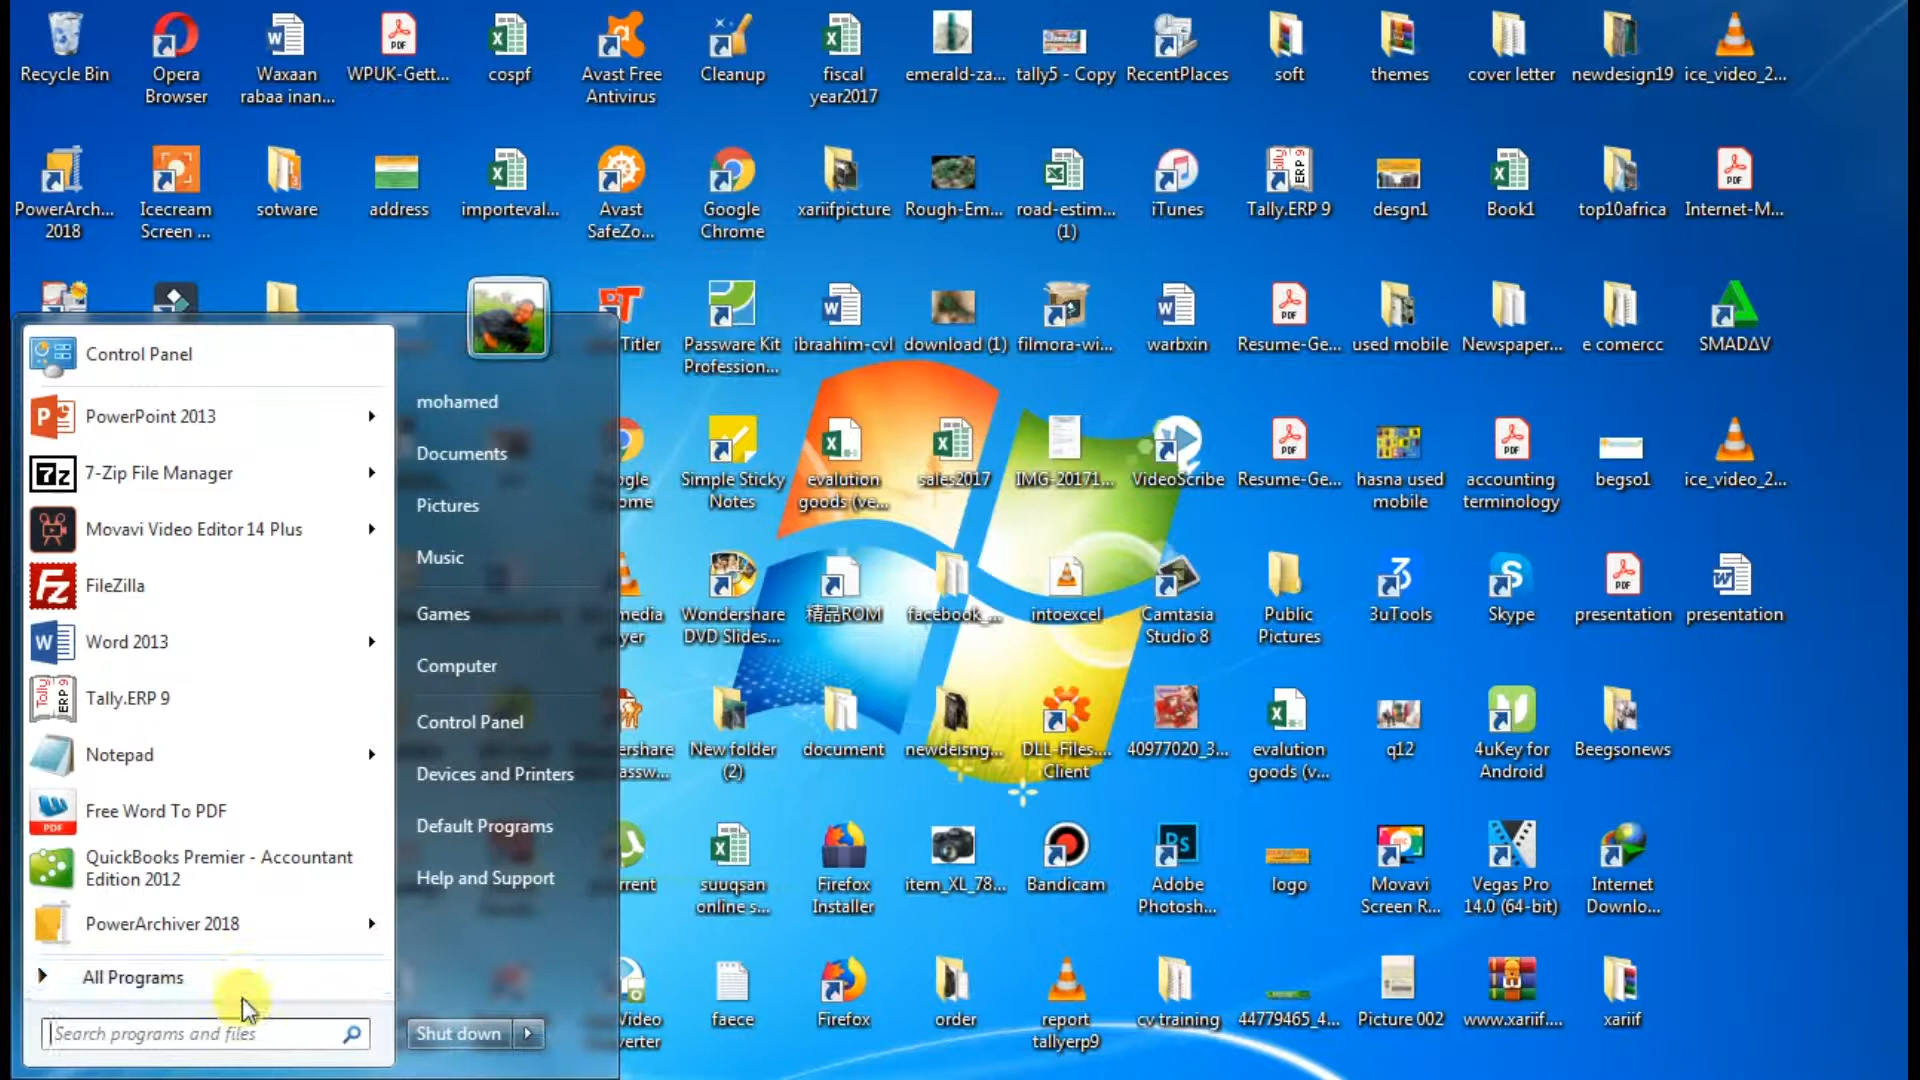 Recycle Bin
Opera
Browser
Waxaan
rabaa inan...
WPUK-Gett...
cospf
Avast Free
Antivirus
Cleanup
fiscal
year2017
emerald-za...
tally5 - Copy
RecentPlaces
soft
themes
cover letter
newdesign19
ice_video_2...
PowerArch...
2018
Icecream
Screen ...
sotware
address
importeval...
Avast
SafeZo...
Google
Chrome
xariifpicture
Rough-Em...
road-estim...
(1)
iTunes
Tally.ERP 9
desgn1
Book1
top10africa
Internet-M...
Titler
Passware Kit
Profession...
ibraahim-cvl
download (1)
filmora-wi...
warbxin
Resume-Ge...
used mobile
Newspaper...
e comercc
SMADΔV
Control Panel
PowerPoint 2013
7-Zip File Manager
Movavi Video Editor 14 Plus
FileZilla
Word 2013
Tally.ERP 9
Notepad
Free Word To PDF
QuickBooks Premier - Accountant
Edition 2012
PowerArchiver 2018
All Programs
Search programs and files
mohamed
Documents
Pictures
Music
Games
Computer
Control Panel
Devices and Printers
Default Programs
Help and Support
Shut down
gle
ome
Simple Sticky
Notes
evalution
goods (ve...
sales2017
IMG-20171...
VideoScribe
Resume-Ge...
hasna used
mobile
accounting
terminology
begso1
ice_video_2...
media
yer
Wondershare
DVD Slides...
精品ROM
facebook_...
intoexcel
Camtasia
Studio 8
Public
Pictures
3uTools
Skype
presentation
presentation
ershare
assw...
New folder
(2)
document
newdeisng...
DLL-Files....
Client
40977020_3...
evalution
goods (v...
q12
4uKey for
Android
Beegsonews
rrent
suuqsan
online s...
Firefox
Installer
item_XL_78...
Bandicam
Adobe
Photosh...
logo
Movavi
Screen R...
Vegas Pro
14.0 (64-bit)
Internet
Downlo...
Video
verter
faece
Firefox
order
report
tallyerp9
cv training
44779465_4...
Picture 002
www.xariif....
xariif